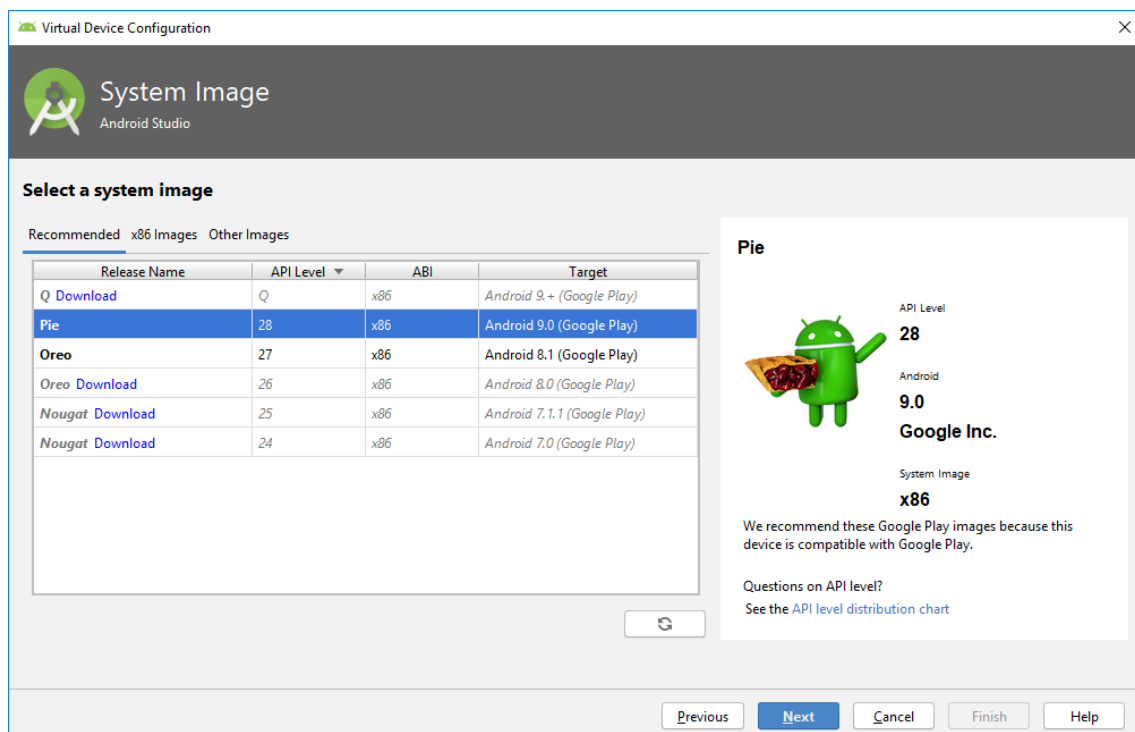 Virtual Device Configuration
System Image
Android Studio
Select a system image
Recommended x86 Images Other Images
Release Name API Level ABI Target
Q Download Q x86 Android 9.+ (Google Play)
Pie 28 x86 Android 9.0 (Google Play)
Oreo 27 x86 Android 8.1 (Google Play)
Oreo Download 26 x86 Android 8.0 (Google Play)
Nougat Download 25 x86 Android 7.1.1 (Google Play)
Nougat Download 24 x86 Android 7.0 (Google Play)
Pie
API Level
28
Android
9.0
Google Inc.
System Image
x86
We recommend these Google Play images because this
device is compatible with Google Play.
Questions on API level?
See the API level distribution chart
Previous Next Cancel Finish Help